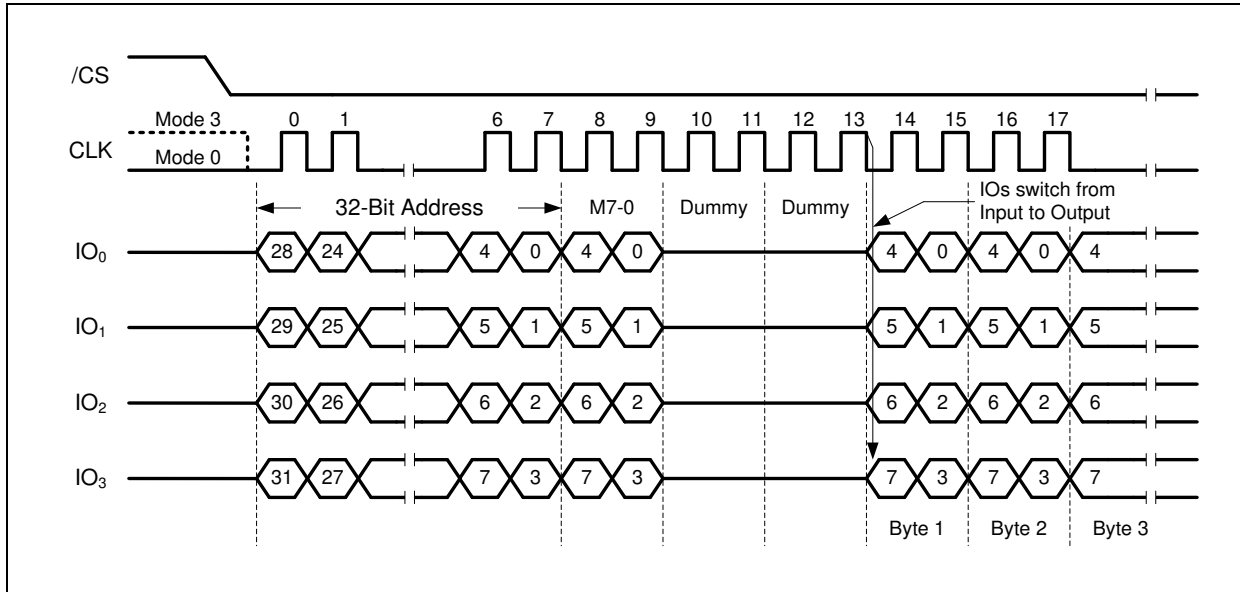 /CS
Mode 3
0 1 6 7 8 9 10 11 12 13 14 15 16 17
CLK
Mode 0
IOs switch from
Input to Output
32-Bit Address M7-0 Dummy Dummy
IO₀ 28 24 4 0 4 0 4 0 4 0 4
IO₁ 29 25 5 1 5 1 5 1 5 1 5
IO₂ 30 26 6 2 6 2 6 2 6 2 6
IO₃ 31 27 7 3 7 3 7 3 7 3 7
Byte 1 Byte 2 Byte 3